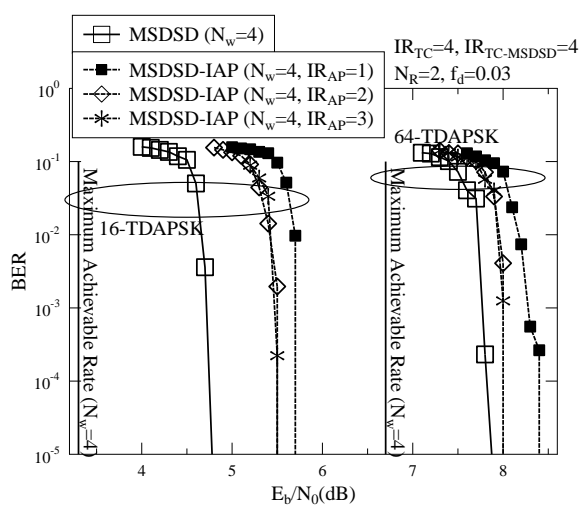 MSDSD (N_w=4)
MSDSD-IAP (N_w=4, IR_AP=1)
MSDSD-IAP (N_w=4, IR_AP=2)
MSDSD-IAP (N_w=4, IR_AP=3)
IR_TC=4, IR_TC-MSDSD=4
N_R=2, f_d=0.03
64-TDAPSK
16-TDAPSK
Maximum Achievable Rate (N_w=4)
Maximum Achievable Rate (N_w=4)
BER
10^0
10^-1
10^-2
10^-3
10^-4
10^-5
4 5 6 7 8
E_b/N_0(dB)